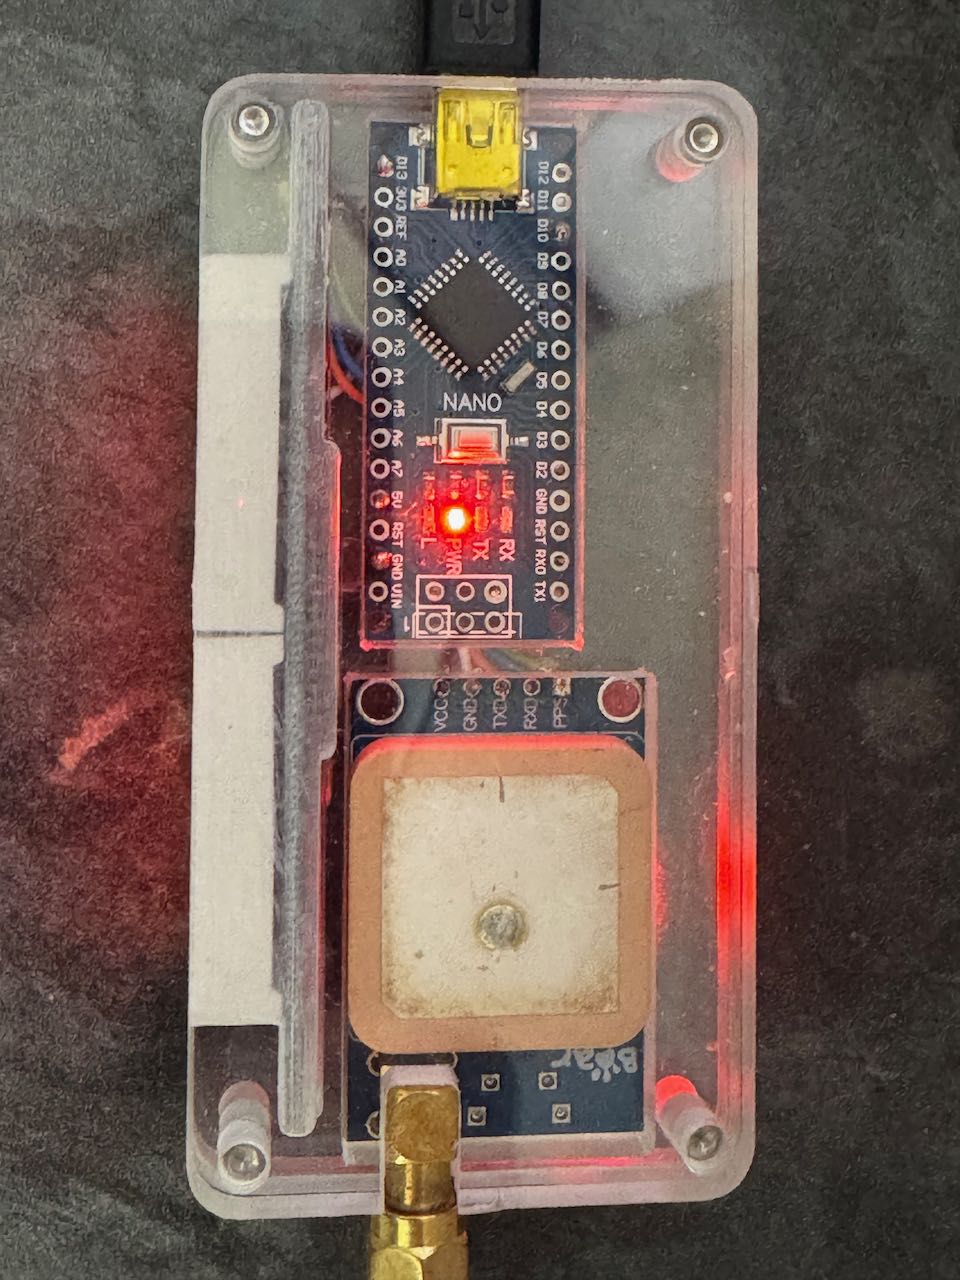 D13
3V3
REF
A0
A1
A2
A3
A4
A5
A6
A7
5V
RST
GND
VIN
D12
D11
D10
D9
D8
D7
D6
D5
D4
D3
D2
GND
RST
RX0
TX1
NANO
L
PWR
TX
RX
1
VCC
GND
TXD
RXD
PPS